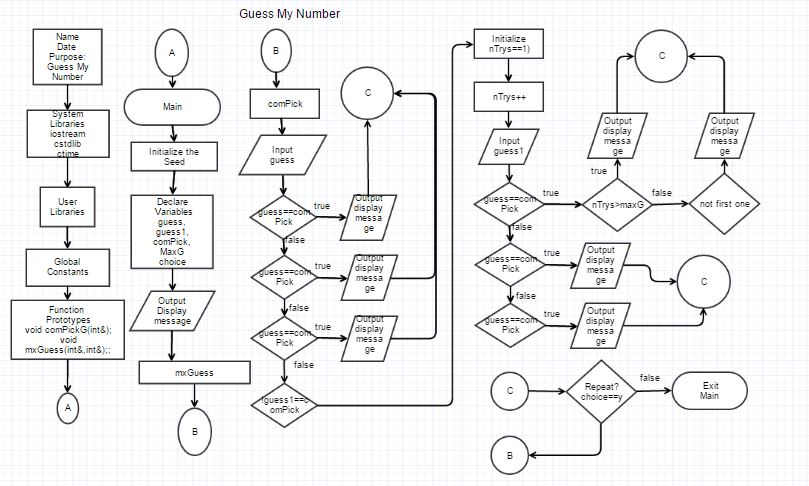 Guess My Number
Name
Date
Purpose:
Guess My
Number
System
Libraries
iostream
cstdlib
ctime
User
Libraries
Global
Constants
Function
Prototypes
void comPickG(int&);
void
mxGuess(int&,int&);;
A
A
Main
Initialize the
Seed
Declare
Variables
guess,
guess1,
comPick,
MaxG
choice
Output
Display
message
mxGuess
B
B
comPick
Input
guess
guess==com
Pick
true
Output
display
messa
ge
C
false
guess==com
Pick
true
Output
display
messa
ge
false
guess==com
Pick
true
Output
display
messa
ge
false
!guess1==c
omPick
Initialize
nTrys==1)
nTrys++
Input
guess1
guess==com
Pick
true
nTrys>maxG
true
Output
display
messa
ge
C
false
not first one
Output
display
messa
ge
false
guess==com
Pick
true
Output
display
messa
ge
C
false
guess==com
Pick
true
Output
display
messa
ge
C
Repeat?
choice==y
false
Exit
Main
B